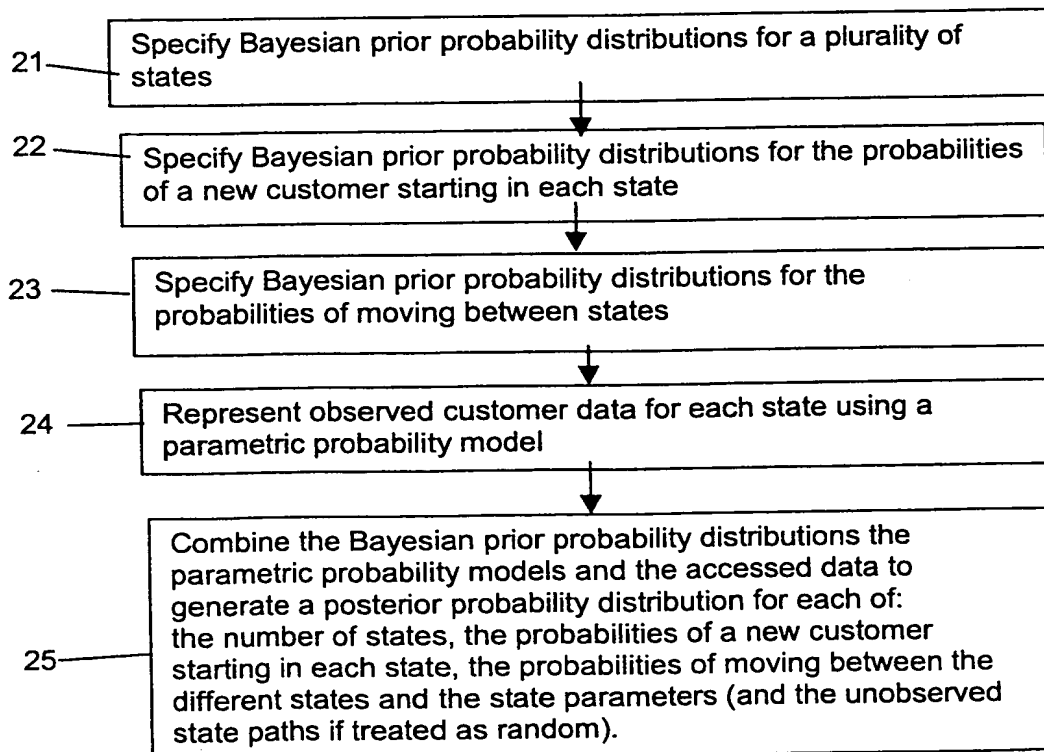 21
Specify Bayesian prior probability distributions for a plurality of
states
22
Specify Bayesian prior probability distributions for the probabilities
of a new customer starting in each state
23
Specify Bayesian prior probability distributions for the
probabilities of moving between states
24
Represent observed customer data for each state using a
parametric probability model
25
Combine the Bayesian prior probability distributions the
parametric probability models and the accessed data to
generate a posterior probability distribution for each of:
the number of states, the probabilities of a new customer
starting in each state, the probabilities of moving between the
different states and the state parameters (and the unobserved
state paths if treated as random).